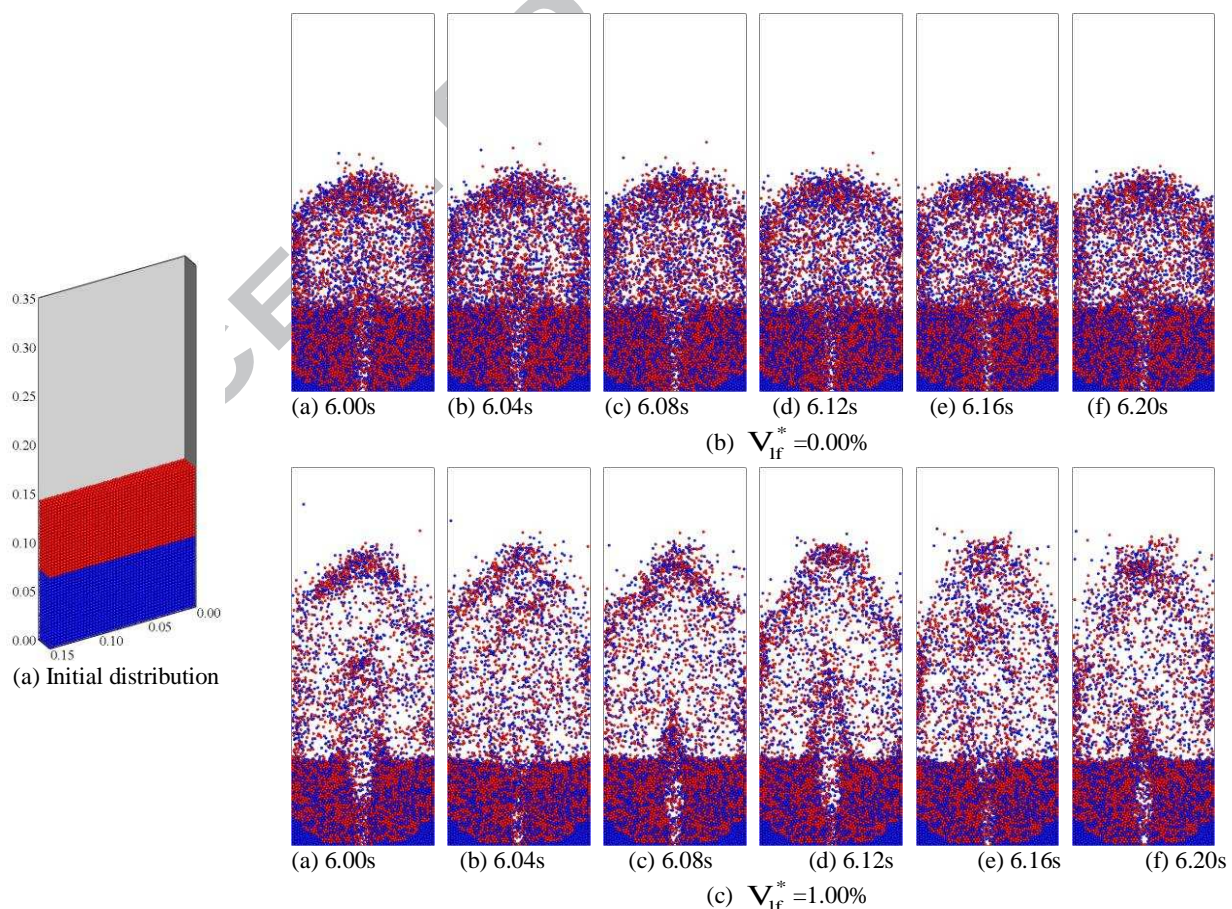 (a) 6.00s (b) 6.04s (c) 6.08s (d) 6.12s (e) 6.16s (f) 6.20s
(b) V*lf =0.00%
0.35
0.30
0.25
0.20
0.15
0.10
0.05
0.00
0.15 0.10 0.05 0.00
(a) Initial distribution
(a) 6.00s (b) 6.04s (c) 6.08s (d) 6.12s (e) 6.16s (f) 6.20s
(c) V*lf =1.00%